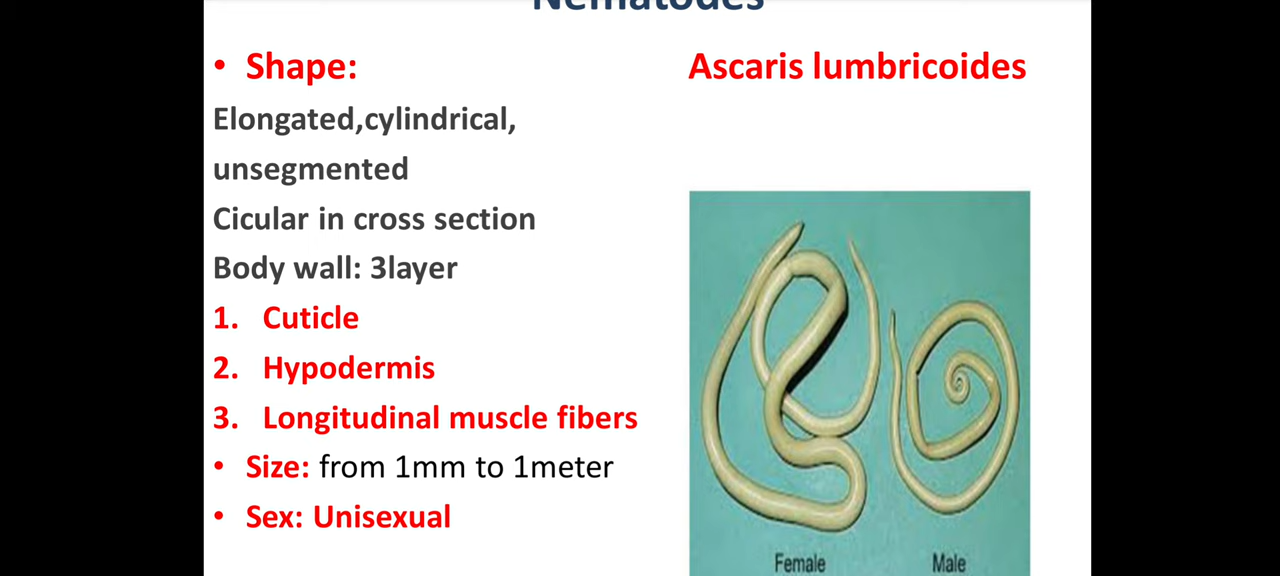 Nematodes
• Shape:
Elongated,cylindrical,
unsegmented
Cicular in cross section
Body wall: 3layer
1. Cuticle
2. Hypodermis
3. Longitudinal muscle fibers
• Size: from 1mm to 1meter
• Sex: Unisexual
Ascaris lumbricoides
Female
Male